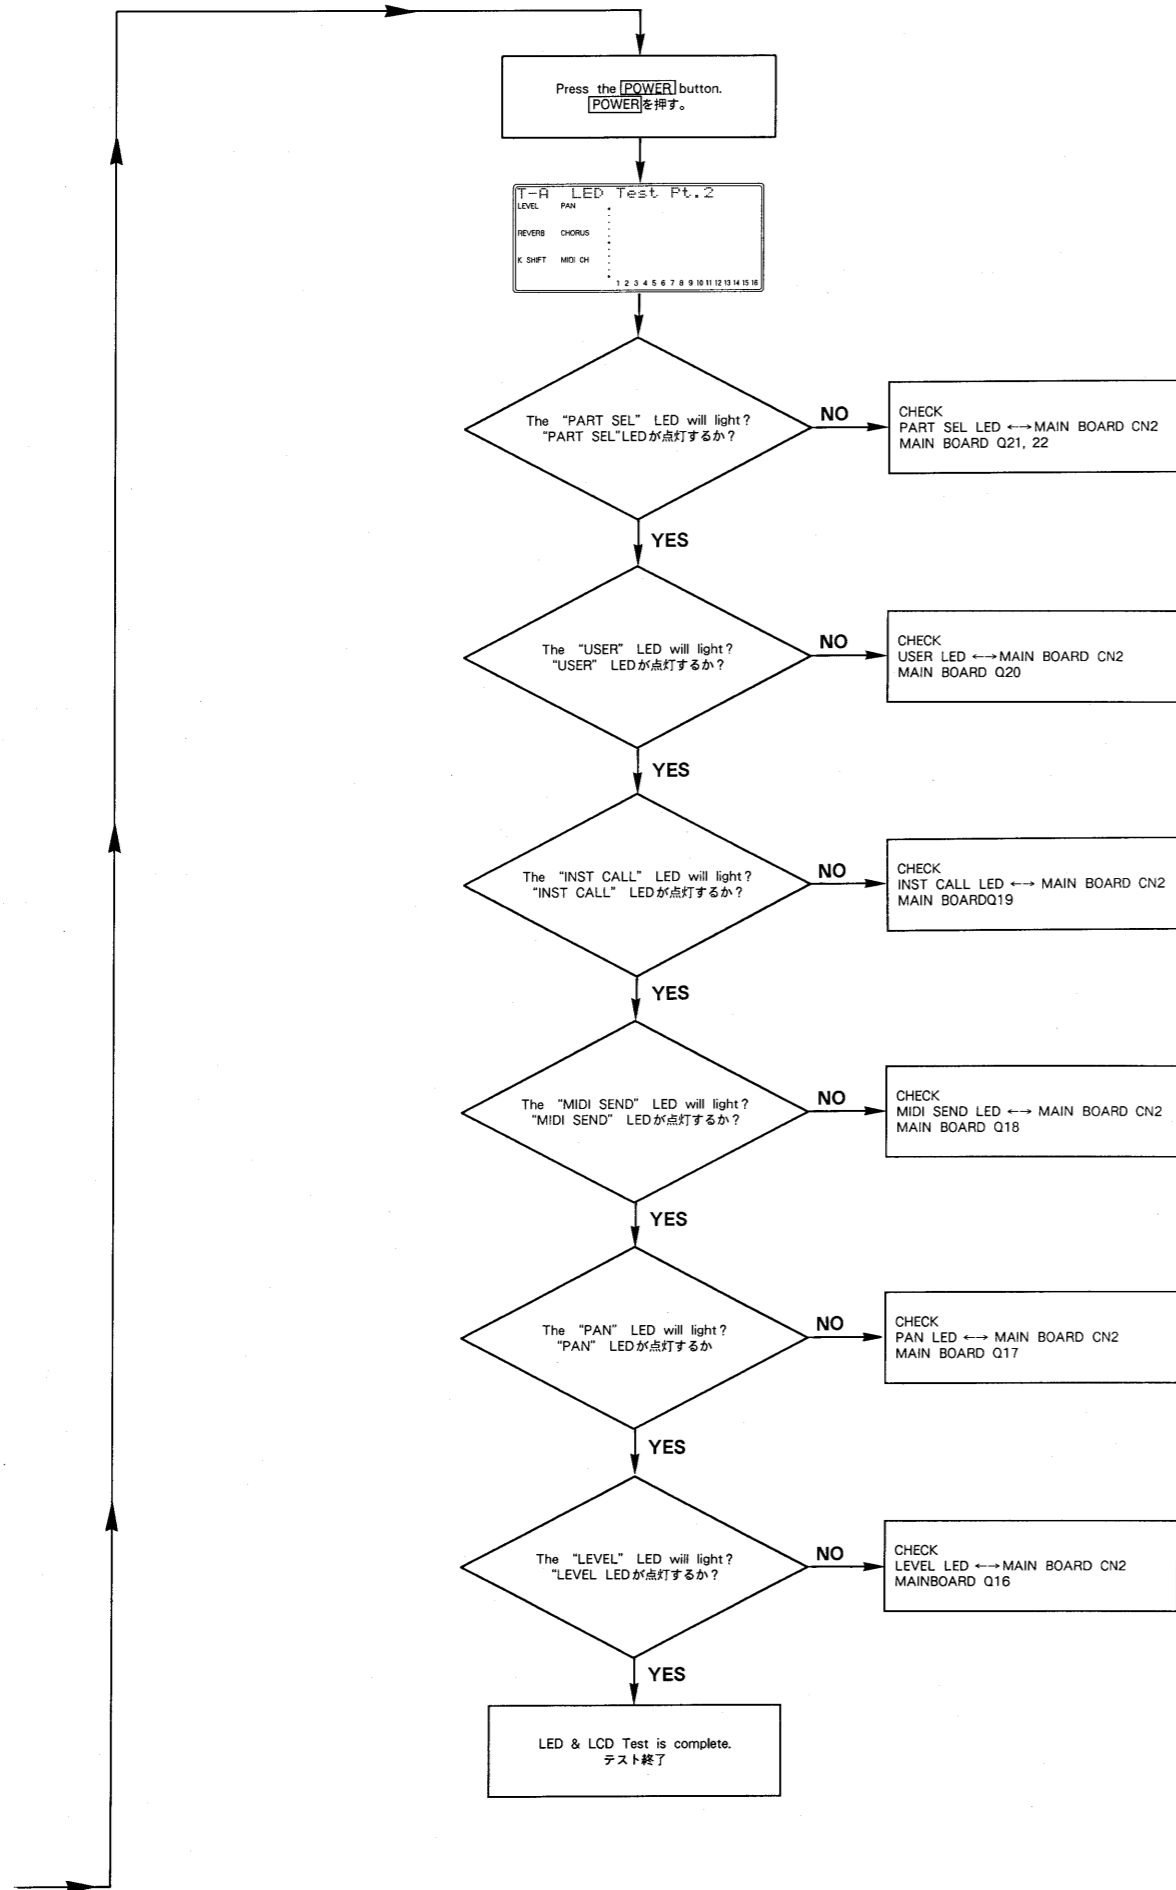 Press the POWER button.
POWERを押す。
T-A LED Test Pt.2
LEVEL PAN
REVERB CHORUS
K SHIFT MIDI CH
1 2 3 4 5 6 7 8 9 10 11 12 13 14 15 16
The “PART SEL” LED will light?
“PART SEL”LEDが点灯するか?
NO
CHECK
PART SEL LED ←→MAIN BOARD CN2
MAIN BOARD Q21, 22
YES
The “USER” LED will light?
“USER” LEDが点灯するか?
NO
CHECK
USER LED ←→MAIN BOARD CN2
MAIN BOARD Q20
YES
The “INST CALL” LED will light?
“INST CALL” LEDが点灯するか?
NO
CHECK
INST CALL LED ←→ MAIN BOARD CN2
MAIN BOARDQ19
YES
The “MIDI SEND” LED will light?
“MIDI SEND” LEDが点灯するか?
NO
CHECK
MIDI SEND LED ←→ MAIN BOARD CN2
MAIN BOARD Q18
YES
The “PAN” LED will light?
“PAN” LEDが点灯するか
NO
CHECK
PAN LED ←→ MAIN BOARD CN2
MAIN BOARD Q17
YES
The “LEVEL” LED will light?
“LEVEL LEDが点灯するか?
NO
CHECK
LEVEL LED ←→MAIN BOARD CN2
MAINBOARD Q16
YES
LED & LCD Test is complete.
テスト終了